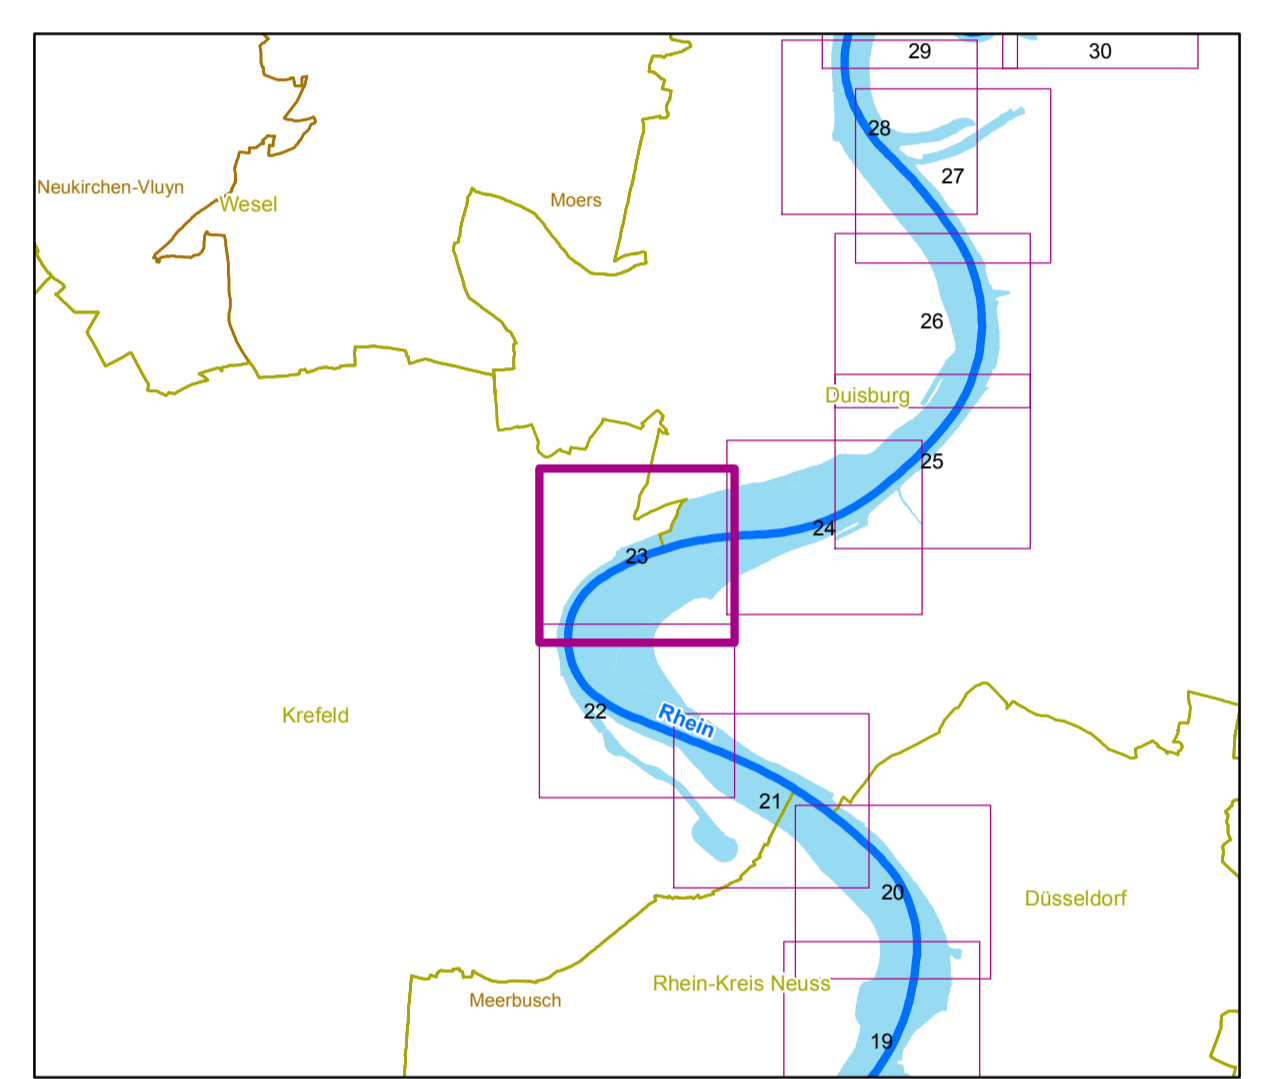 29
30
28
27
Neukirchen-Vluyn
Wesel
Moers
26
Duisburg
25
24
23
Krefeld
22
Rhein
21
20
Düsseldorf
Rhein-Kreis Neuss
Meerbusch
19